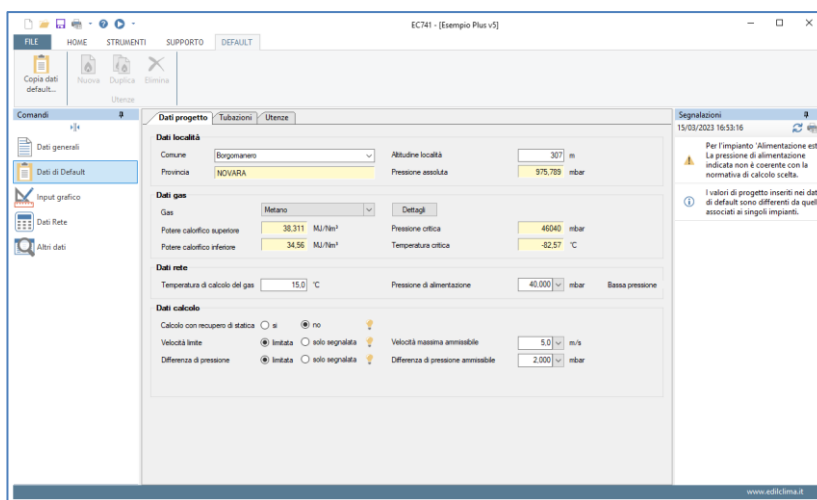 EC741 - [Esempio Plus v5]
FILE HOME STRUMENTI SUPPORTO DEFAULT
Copia dati default...
Nuova Duplica Elimina
Utenze
Comandi
Dati generali
Dati di Default
Input grafico
Dati Rete
Altri dati
Dati progetto Tubazioni Utenze
Dati località
Comune Borgomanero Altitudine località 307 m
Provincia NOVARA Pressione assoluta 975,789 mbar
Dati gas
Gas Metano Dettagli
Potere calorifico superiore 38,311 MJ/Nm³ Pressione critica 46040 mbar
Potere calorifico inferiore 34,56 MJ/Nm³ Temperatura critica -82,57 °C
Dati rete
Temperatura di calcolo del gas 15,0 °C Pressione di alimentazione 40,000 mbar Bassa pressione
Dati calcolo
Calcolo con recupero di statica si no
Velocità limite limitata solo segnalata Velocità massima ammissibile 5,0 m/s
Differenza di pressione limitata solo segnalata Differenza di pressione ammissibile 2,000 mbar
Segnalazioni
15/03/2023 16:53:16
Per l'impianto 'Alimentazione est
La pressione di alimentazione
indicata non è coerente con la
normativa di calcolo scelta.
I valori di progetto inseriti nei dat
di default sono differenti da quell
associati ai singoli impianti.
www.edilclima.it